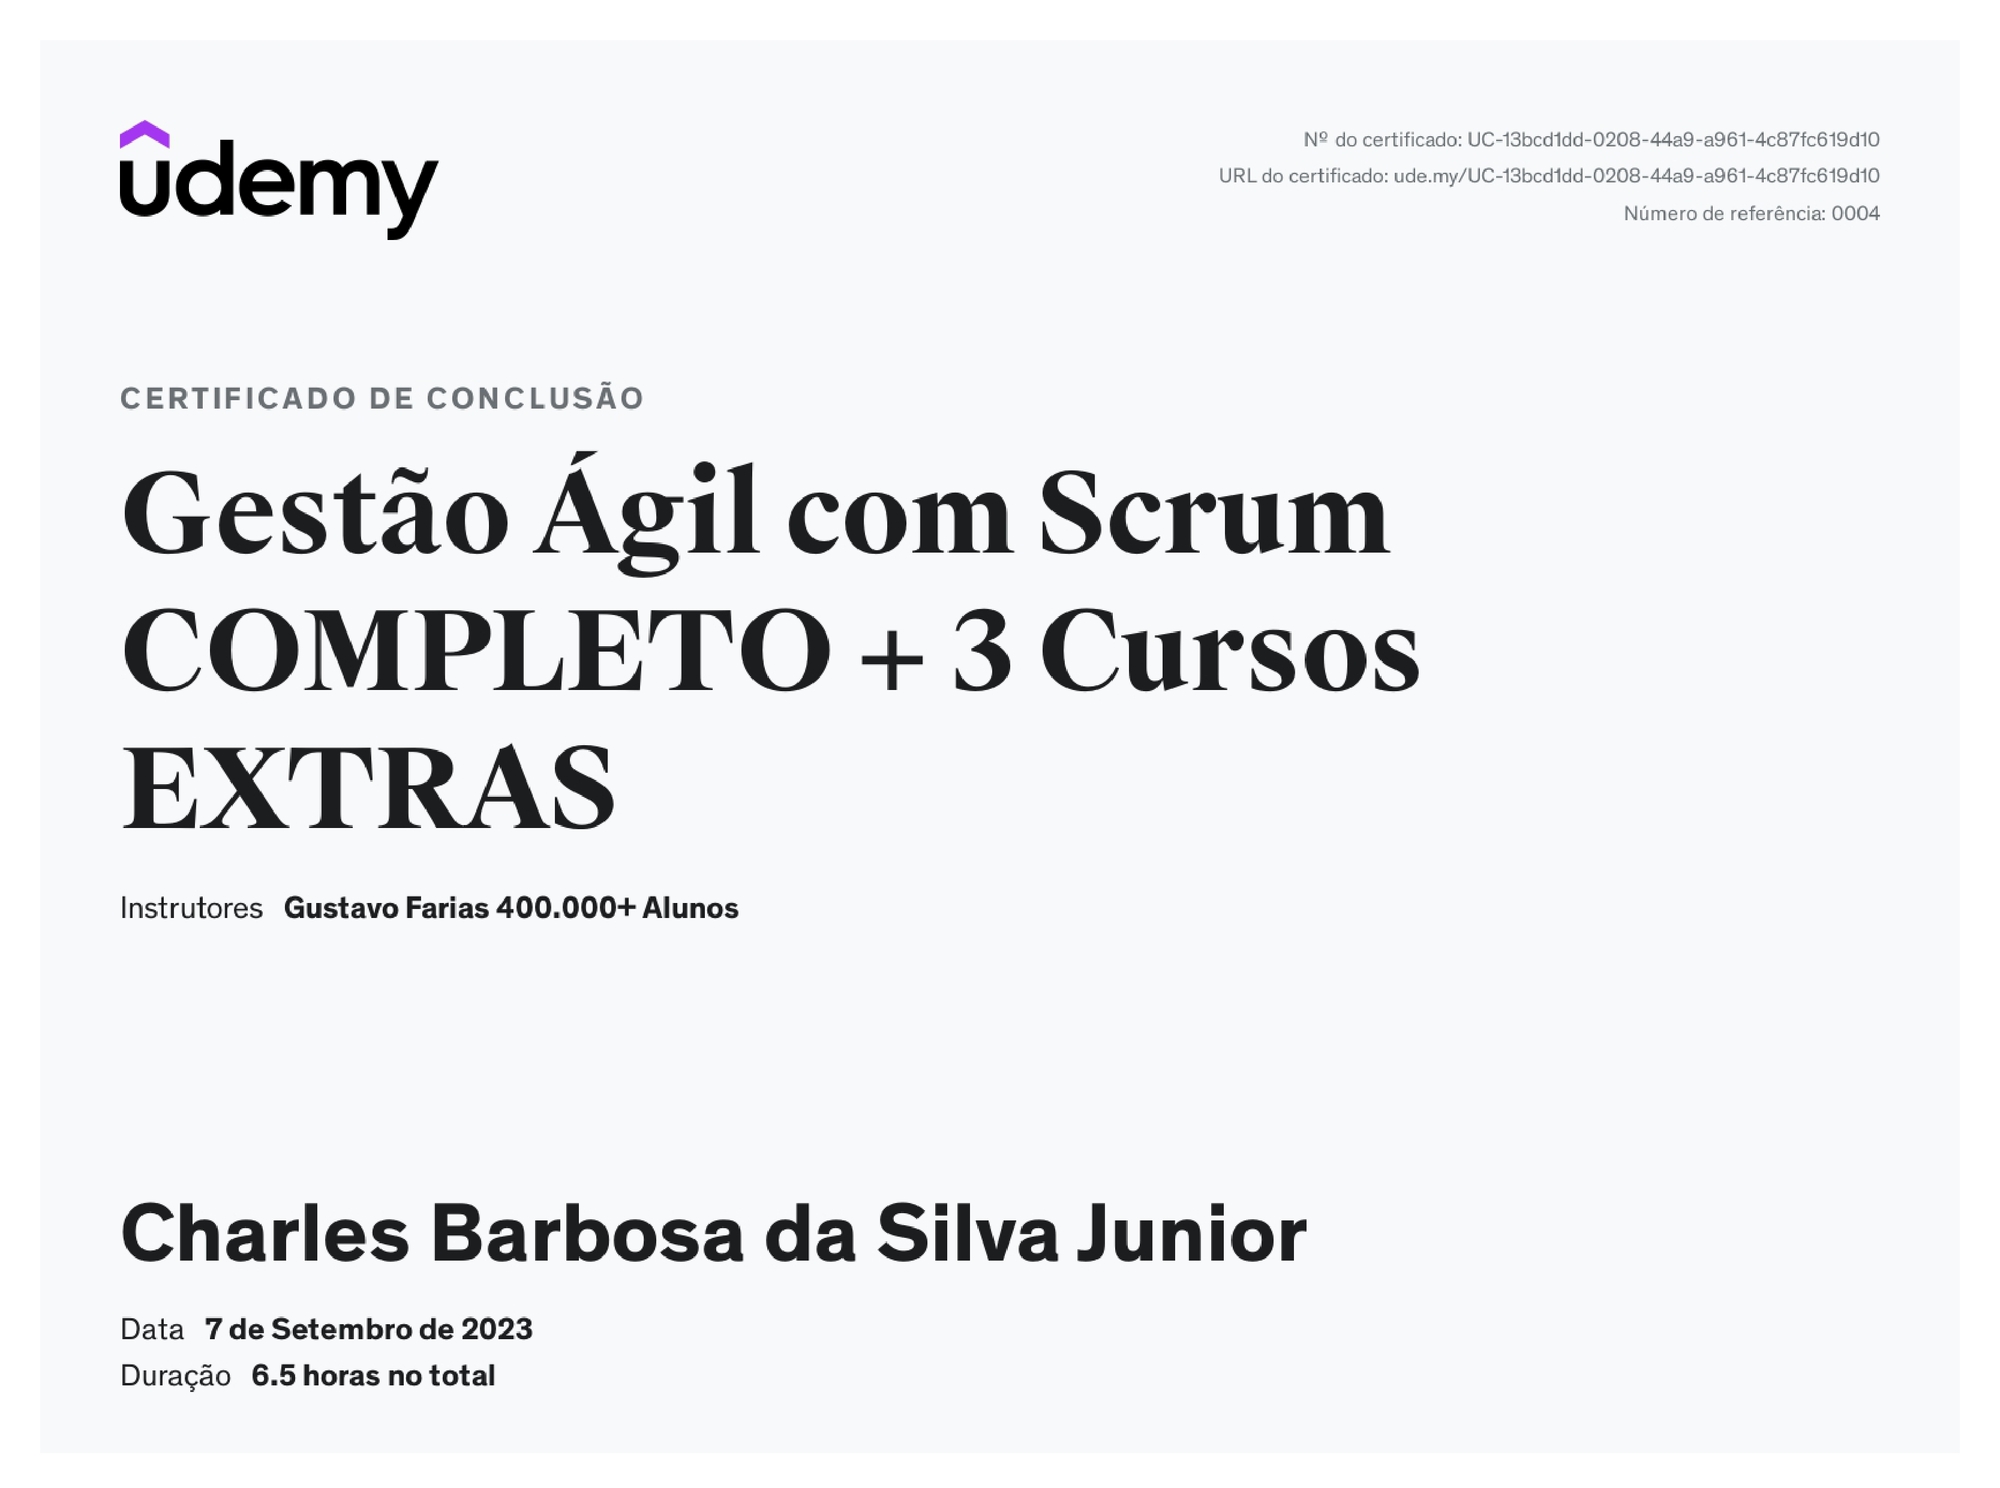 udemy
Nº do certificado: UC-13bcd1dd-0208-44a9-a961-4c87fc619d10
URL do certificado: ude.my/UC-13bcd1dd-0208-44a9-a961-4c87fc619d10
Número de referência: 0004
CERTIFICADO DE CONCLUSÃO
Gestão Ágil com Scrum
COMPLETO + 3 Cursos
EXTRAS
Instrutores Gustavo Farias 400.000+ Alunos
Charles Barbosa da Silva Junior
Data 7 de Setembro de 2023
Duração 6.5 horas no total